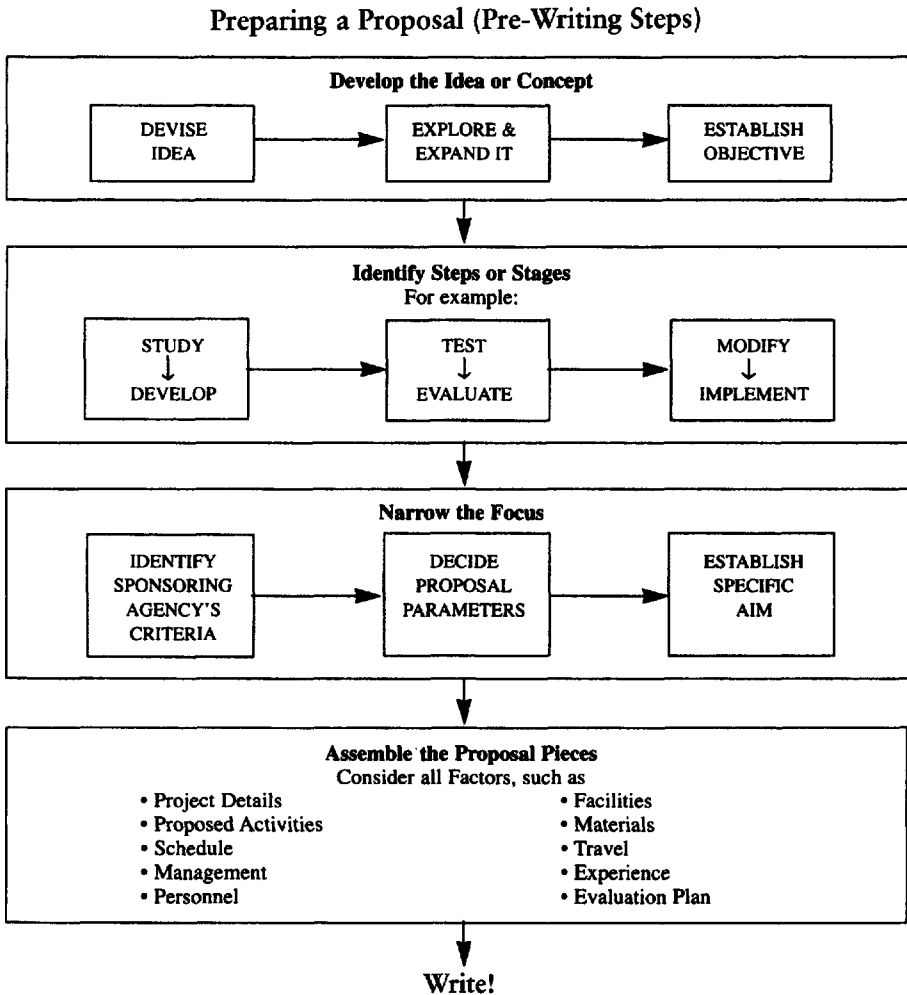 Preparing a Proposal (Pre-Writing Steps)
Develop the Idea or Concept
DEVISE
IDEA
EXPLORE &
EXPAND IT
ESTABLISH
OBJECTIVE
Identify Steps or Stages
For example:
STUDY
↓
DEVELOP
TEST
↓
EVALUATE
MODIFY
↓
IMPLEMENT
Narrow the Focus
IDENTIFY
SPONSORING
AGENCY'S
CRITERIA
DECIDE
PROPOSAL
PARAMETERS
ESTABLISH
SPECIFIC
AIM
Assemble the Proposal Pieces
Consider all Factors, such as
• Project Details
• Proposed Activities
• Schedule
• Management
• Personnel
• Facilities
• Materials
• Travel
• Experience
• Evaluation Plan
Write!